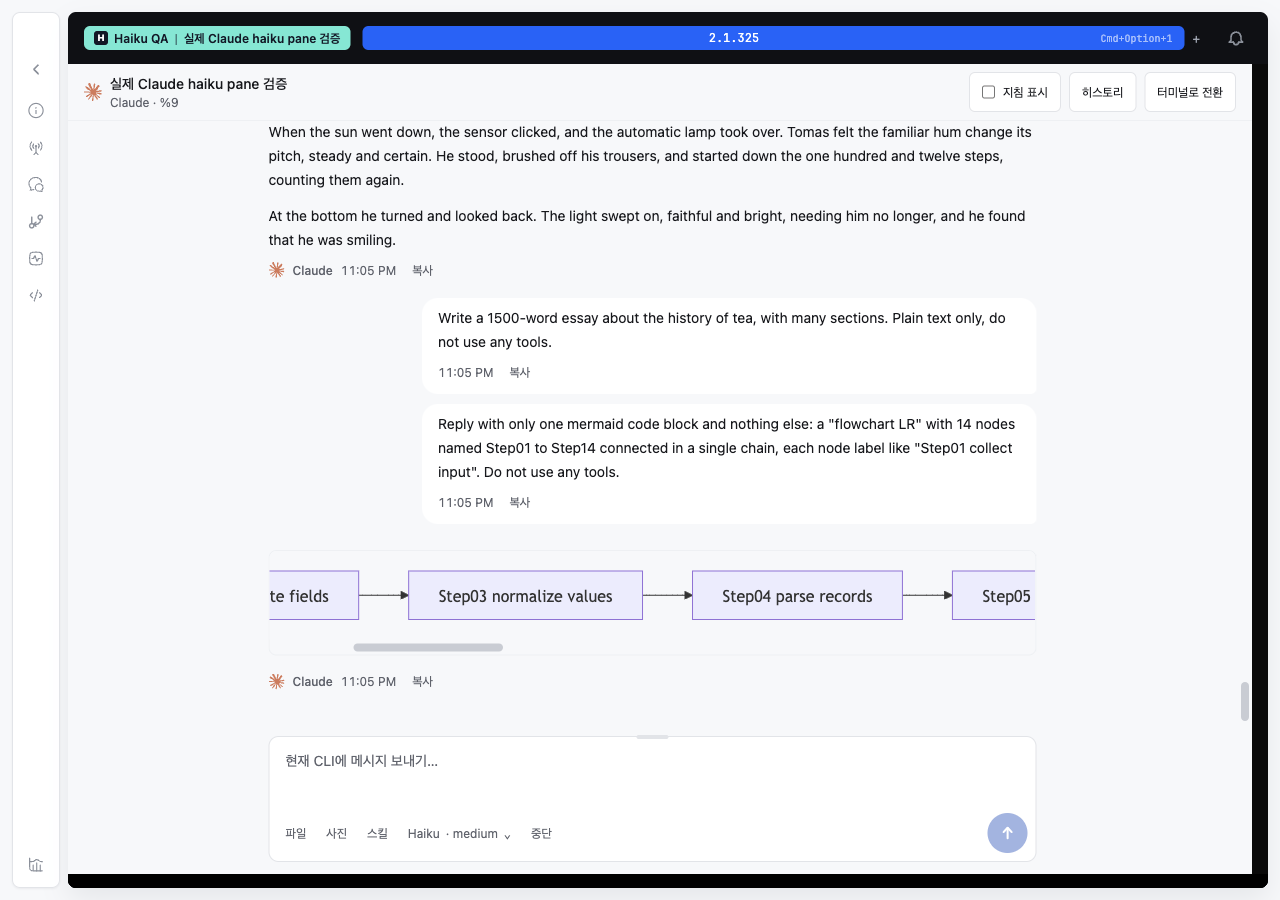 H Haiku QA | 실제 Claude haiku pane 검증
2.1.325
Cmd+Option+1
+
실제 Claude haiku pane 검증
Claude · %9
지침 표시
히스토리
터미널로 전환
When the sun went down, the sensor clicked, and the automatic lamp took over. Tomas felt the familiar hum change its
pitch, steady and certain. He stood, brushed off his trousers, and started down the one hundred and twelve steps,
counting them again.
At the bottom he turned and looked back. The light swept on, faithful and bright, needing him no longer, and he found
that he was smiling.
Claude 11:05 PM 복사
Write a 1500-word essay about the history of tea, with many sections. Plain text only, do
not use any tools.
11:05 PM 복사
Reply with only one mermaid code block and nothing else: a "flowchart LR" with 14 nodes
named Step01 to Step14 connected in a single chain, each node label like "Step01 collect
input". Do not use any tools.
11:05 PM 복사
te fields
Step03 normalize values
Step04 parse records
Step05
Claude 11:05 PM 복사
현재 CLI에 메시지 보내기...
파일 사진 스킬 Haiku · medium 중단